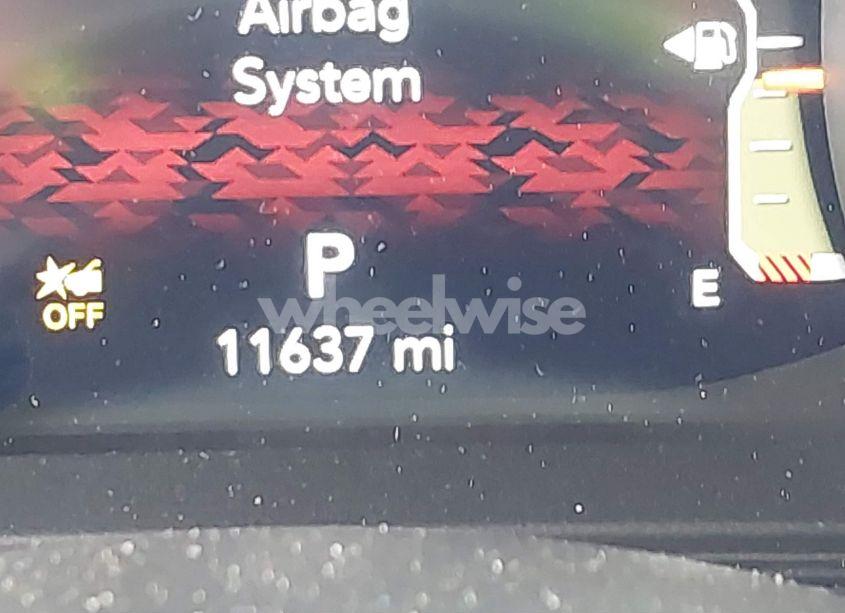 Airbag
System
P
E
OFF
wheelwise
11637 mi